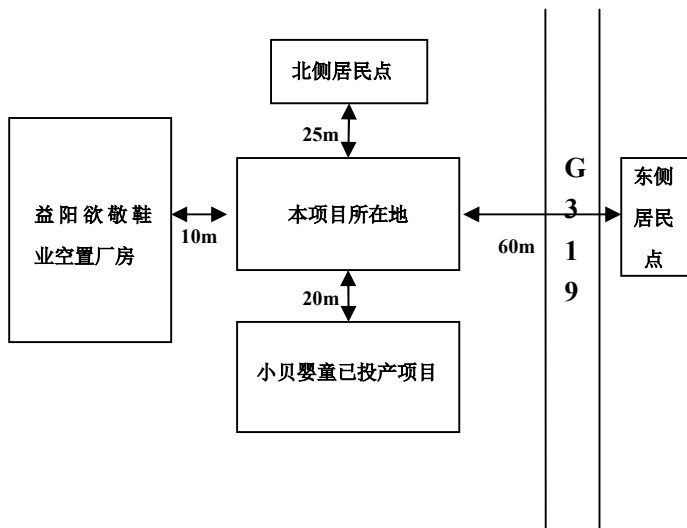 北侧居民点
25m
益阳欲敬鞋
业空置厂房
10m
本项目所在地
60m
G
3
1
9
东侧
居民
点
20m
小贝婴童已投产项目